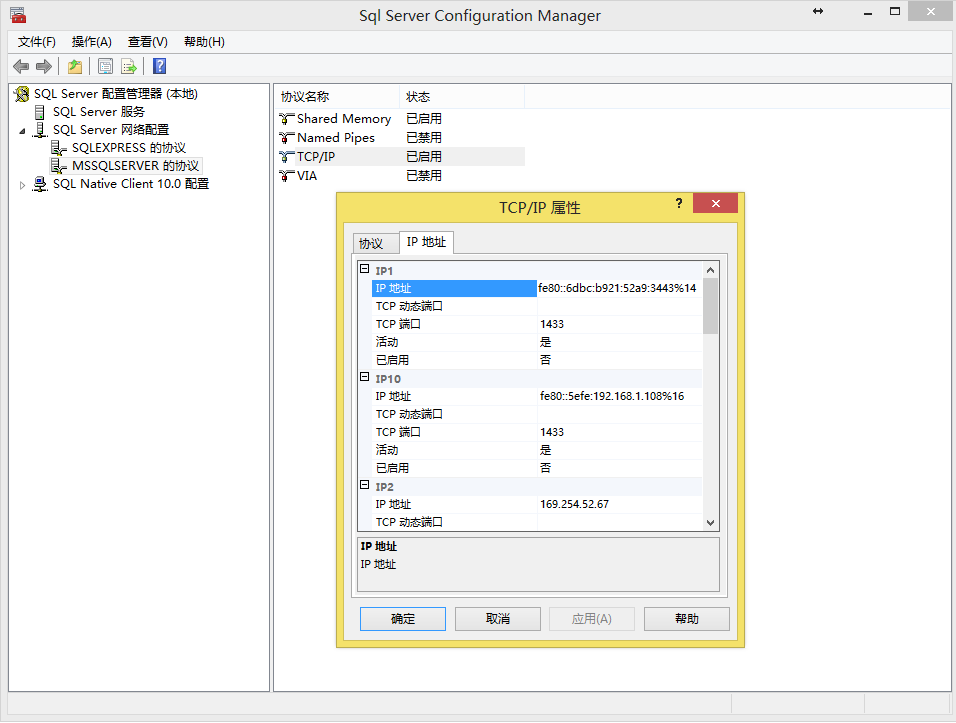 Sql Server Configuration Manager
文件(F) 操作(A) 查看(V) 帮助(H)
SQL Server 配置管理器 (本地)
SQL Server 服务
SQL Server 网络配置
SQLEXPRESS 的协议
MSSQLSERVER 的协议
SQL Native Client 10.0 配置
协议名称 状态
Shared Memory 已启用
Named Pipes 已禁用
TCP/IP 已启用
VIA 已禁用
TCP/IP 属性
协议 IP 地址
IP1
IP 地址 fe80::6dbc:b921:52a9:3443%14
TCP 动态端口
TCP 端口 1433
活动 是
已启用 否
IP10
IP 地址 fe80::5efe:192.168.1.108%16
TCP 动态端口
TCP 端口 1433
活动 是
已启用 否
IP2
IP 地址 169.254.52.67
TCP 动态端口
IP 地址
IP 地址
确定 取消 应用(A) 帮助